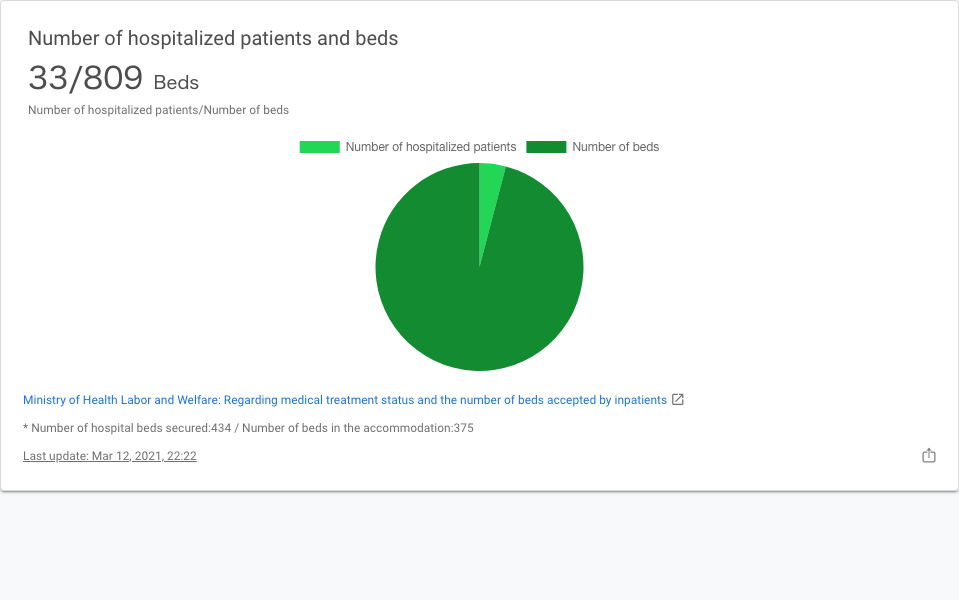 Number of hospitalized patients and beds
33/809 Beds
Number of hospitalized patients/Number of beds
Number of hospitalized patients Number of beds
Ministry of Health Labor and Welfare: Regarding medical treatment status and the number of beds accepted by inpatients
* Number of hospital beds secured:434 / Number of beds in the accommodation:375
Last update: Mar 12, 2021, 22:22